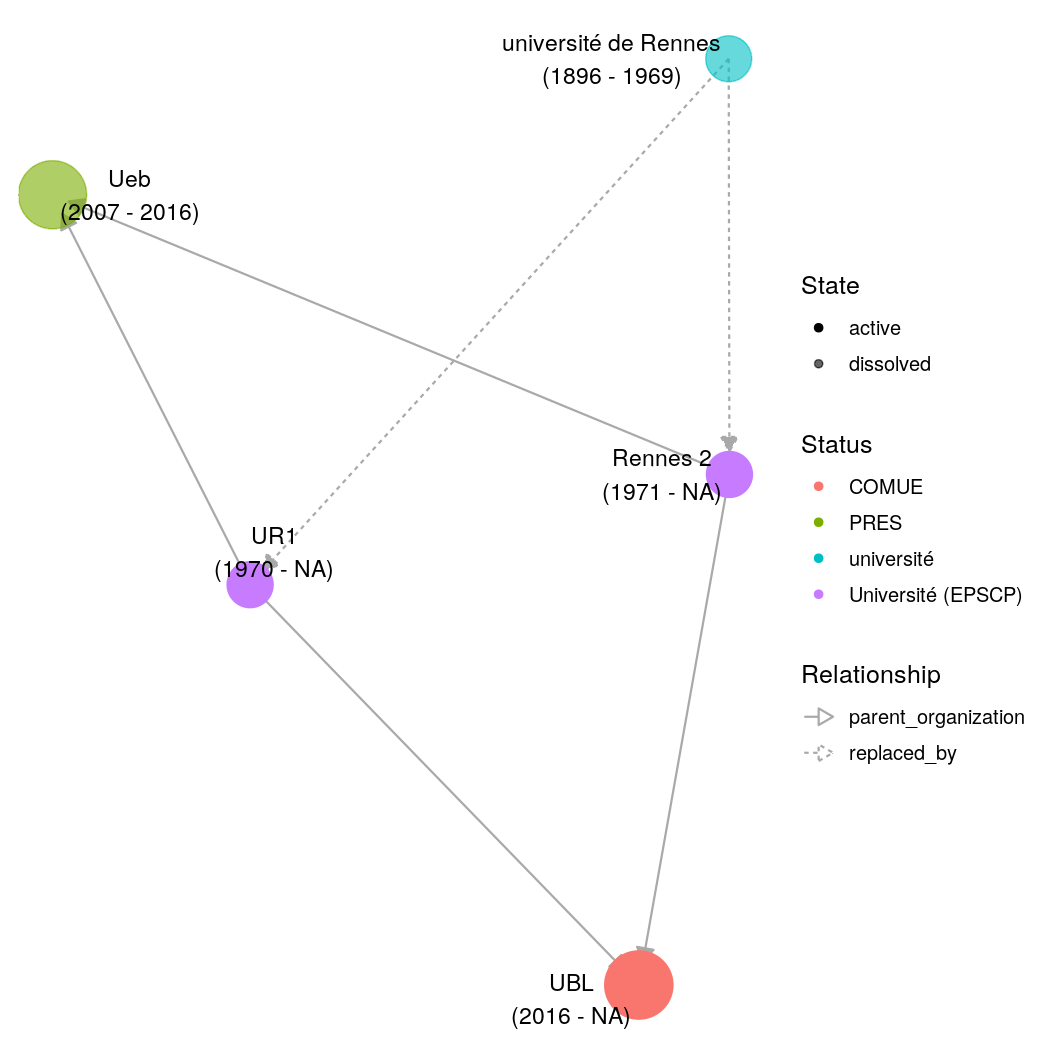 université de Rennes
(1896 - 1969)
Ueb
(2007 - 2016)
Rennes 2
(1971 - NA)
UR1
(1970 - NA)
UBL
(2016 - NA)
State
active
dissolved
Status
COMUE
PRES
université
Université (EPSCP)
Relationship
parent_organization
replaced_by